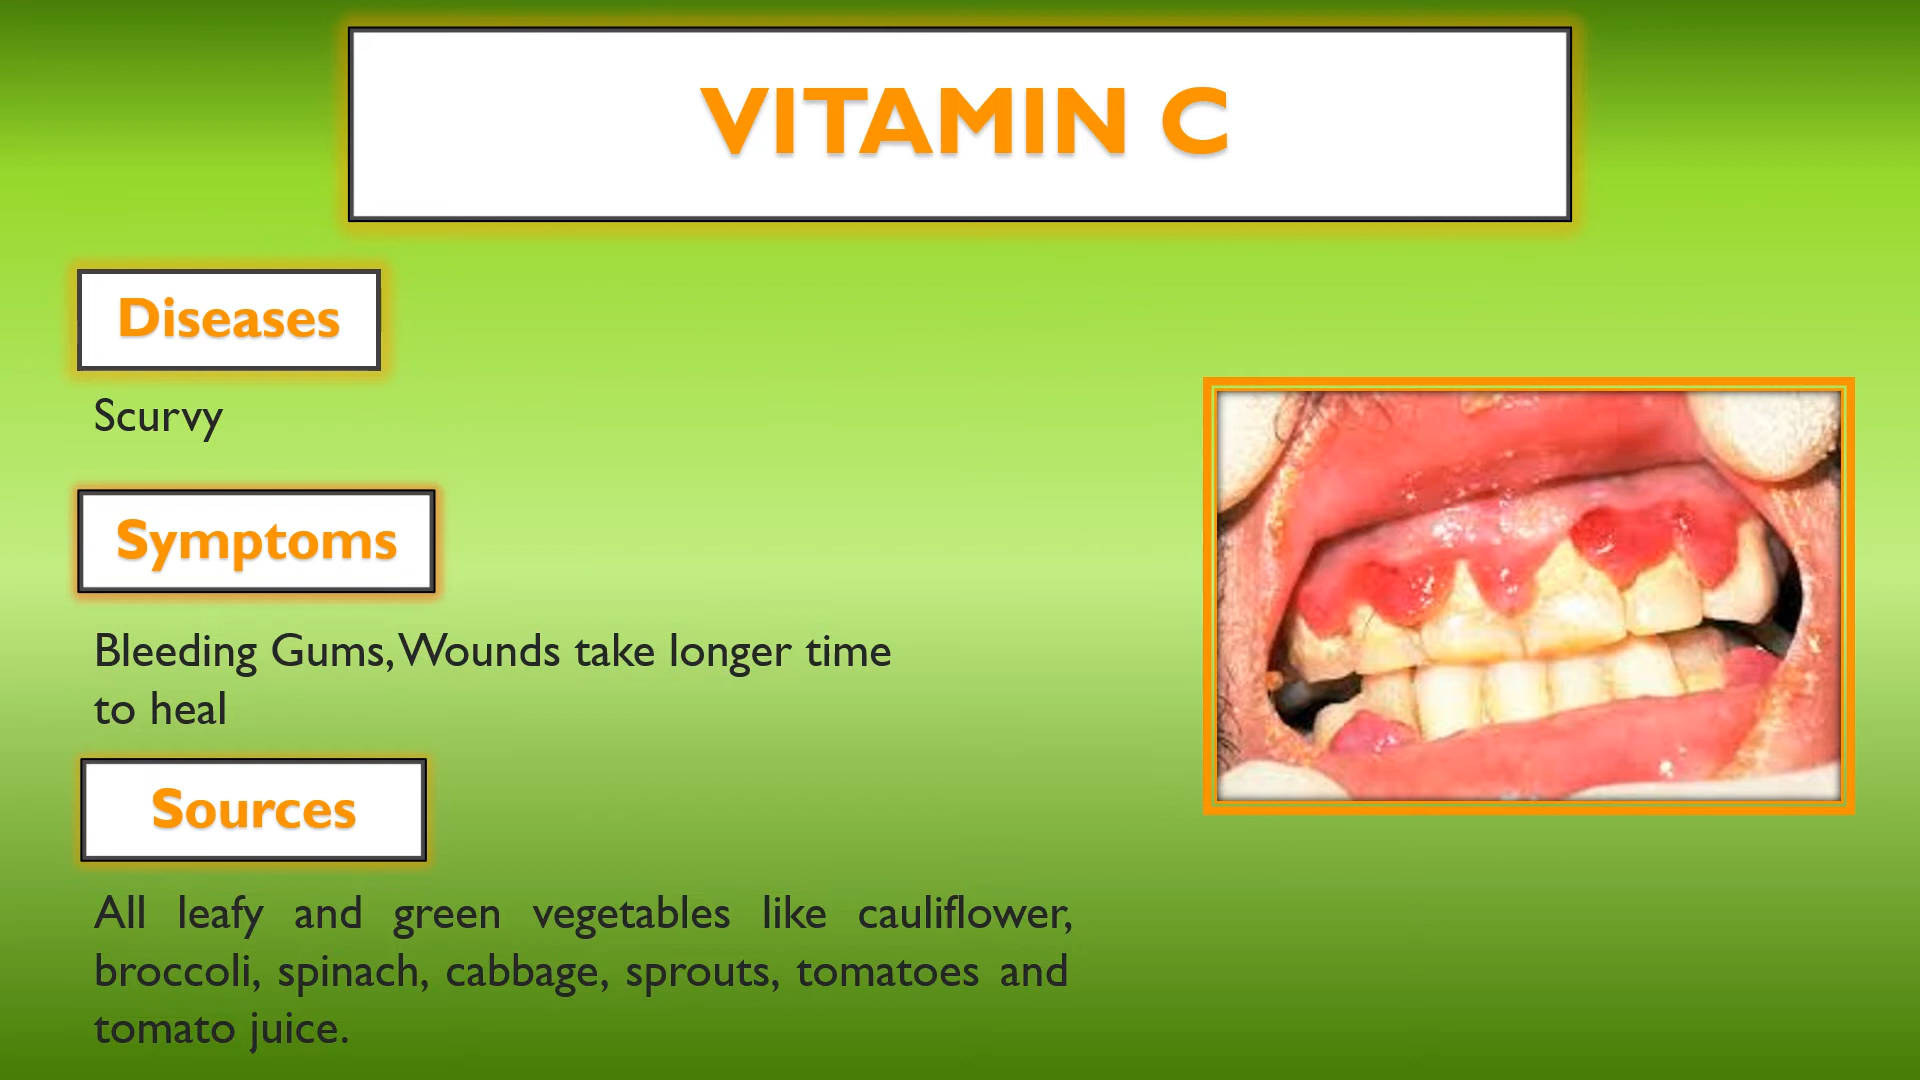 VITAMIN C
Diseases
Scurvy
Symptoms
Bleeding Gums, Wounds take longer time
to heal
Sources
All leafy and green vegetables like cauliflower,
broccoli, spinach, cabbage, sprouts, tomatoes and
tomato juice.